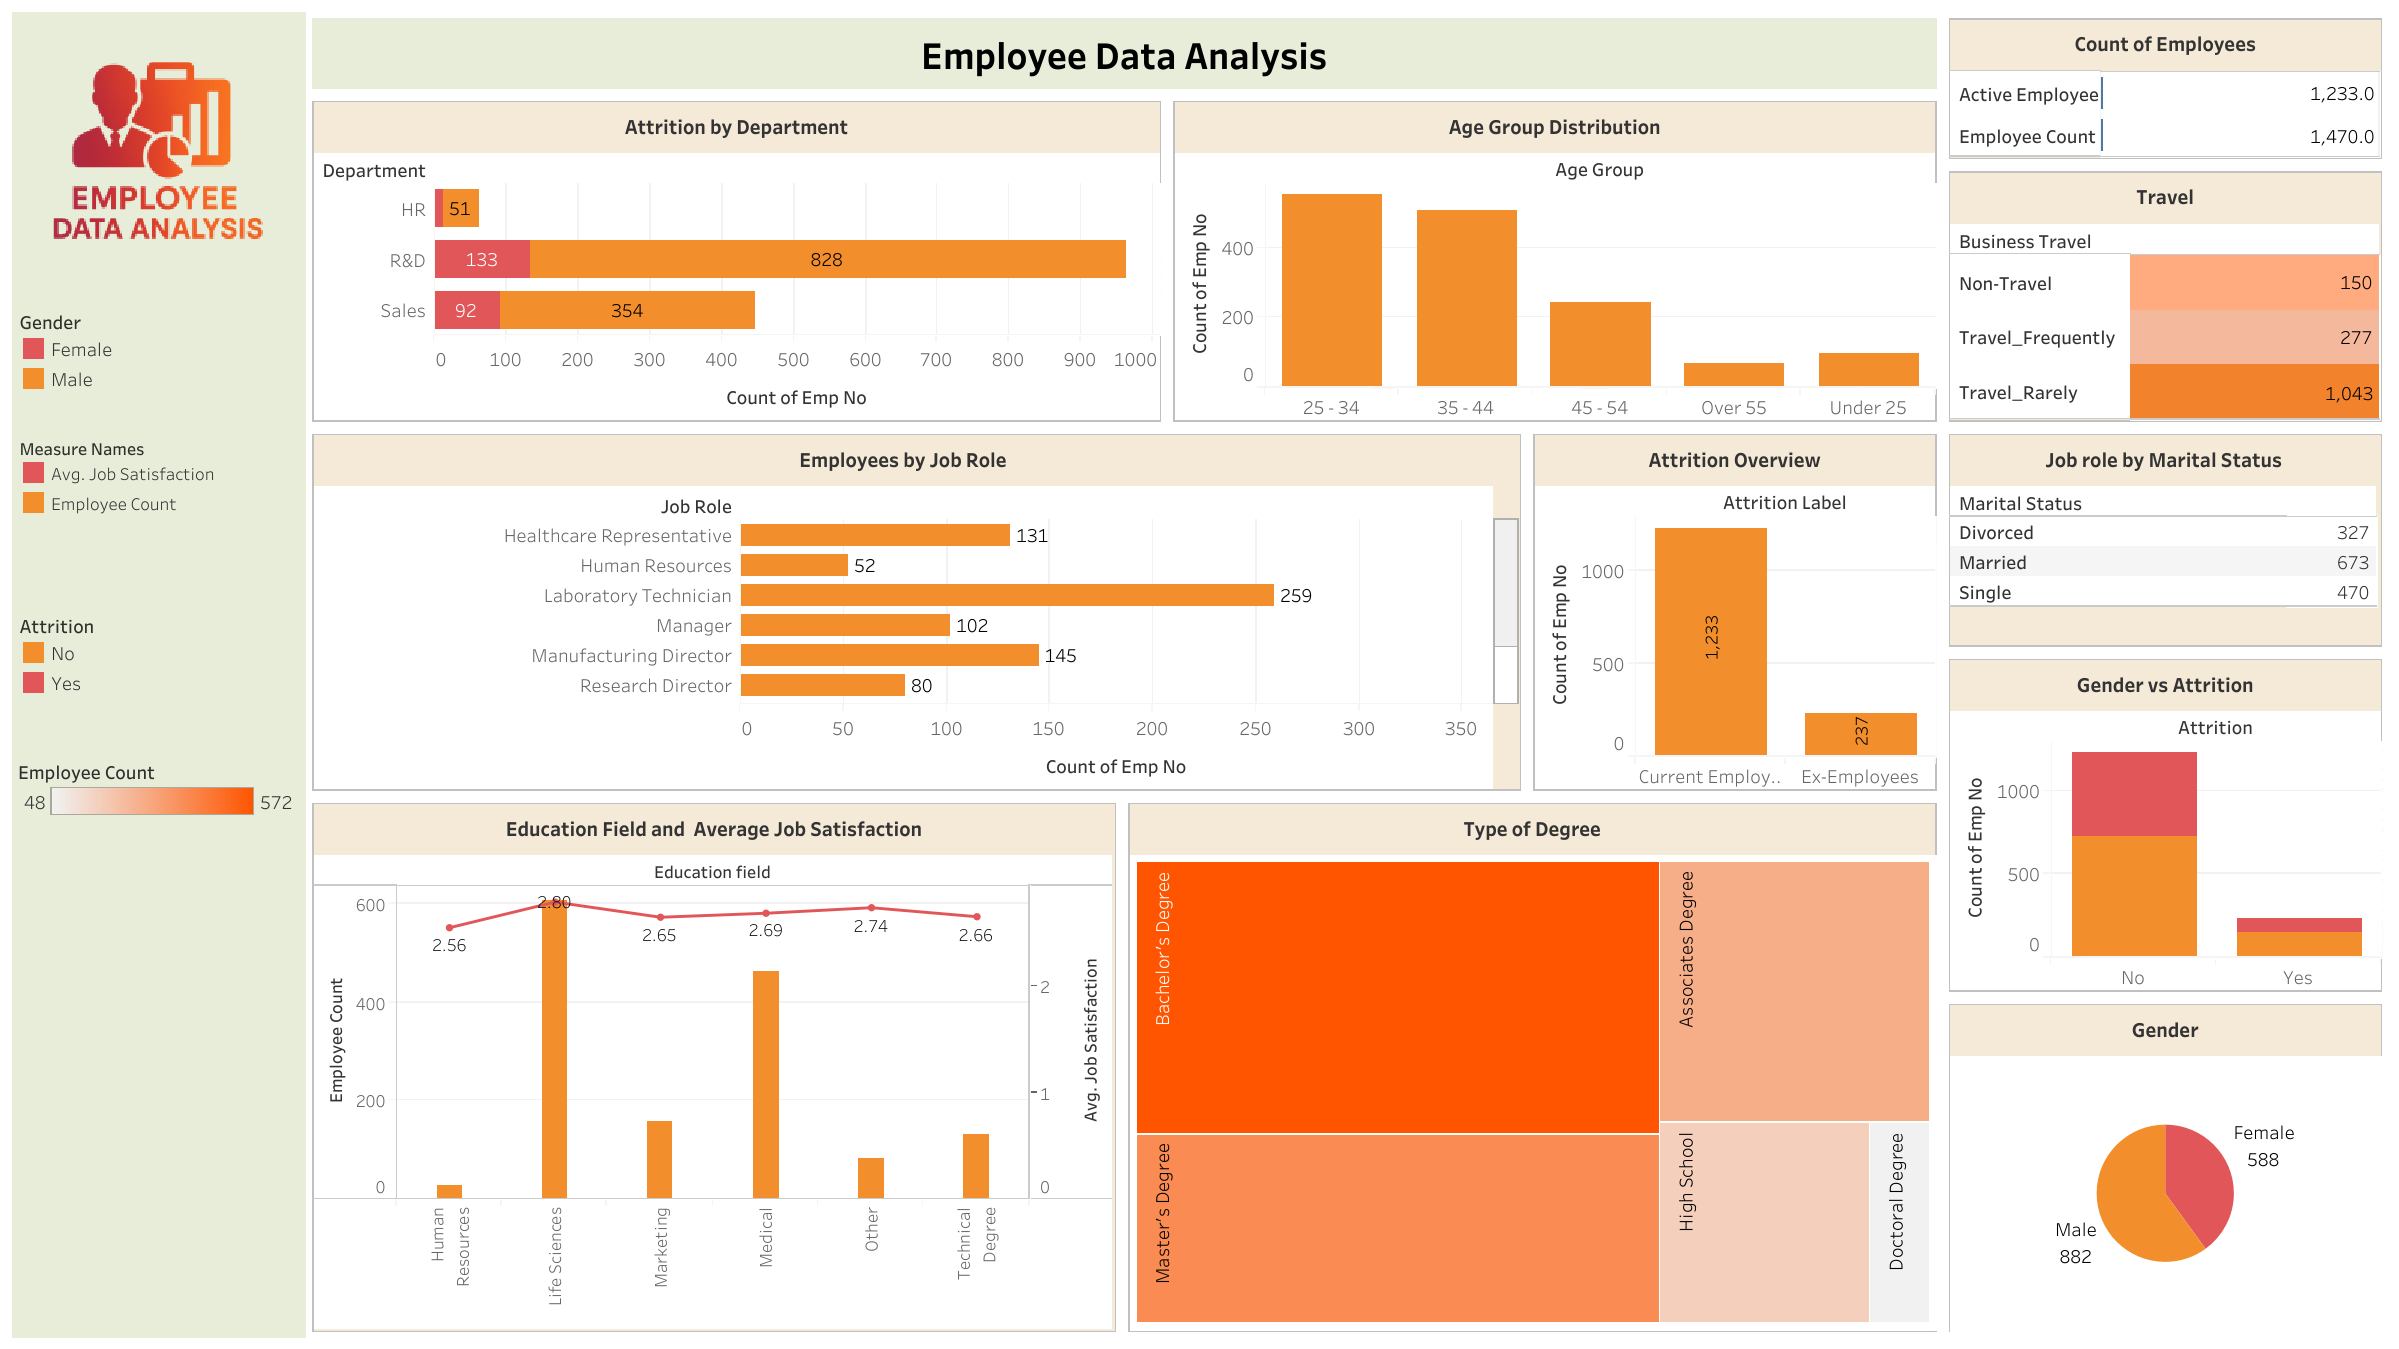 EMPLOYEE
DATA ANALYSIS
Gender
Female
Male
Measure Names
Avg. Job Satisfaction
Employee Count
Attrition
No
Yes
Employee Count
48
572
Employee Data Analysis
Attrition by Department
Department
HR
51
R&D
133
828
Sales
92
354
0 100 200 300 400 500 600 700 800 900 1000
Count of Emp No
Age Group Distribution
Age Group
Count of Emp No
400
200
0
25 - 34
35 - 44
45 - 54
Over 55
Under 25
Count of Employees
Active Employee 1,233.0
Employee Count 1,470.0
Travel
Business Travel
Non-Travel 150
Travel_Frequently 277
Travel_Rarely 1,043
Employees by Job Role
Job Role
Healthcare Representative 131
Human Resources 52
Laboratory Technician 259
Manager 102
Manufacturing Director 145
Research Director 80
0 50 100 150 200 250 300 350
Count of Emp No
Attrition Overview
Attrition Label
Count of Emp No
1000
500
0
1,233
237
Current Employ..
Ex-Employees
Job role by Marital Status
Marital Status
Divorced 327
Married 673
Single 470
Gender vs Attrition
Attrition
Count of Emp No
1000
500
0
No
Yes
Education Field and Average Job Satisfaction
Education field
Employee Count
600
400
200
0
2.56
2.80
2.65
2.69
2.74
2.66
2
1
0
Avg. Job Satisfaction
Human
Resources
Life Sciences
Marketing
Medical
Other
Technical
Degree
Type of Degree
Bachelor's Degree
Associates Degree
Master's Degree
High School
Doctoral Degree
Gender
Female
588
Male
882